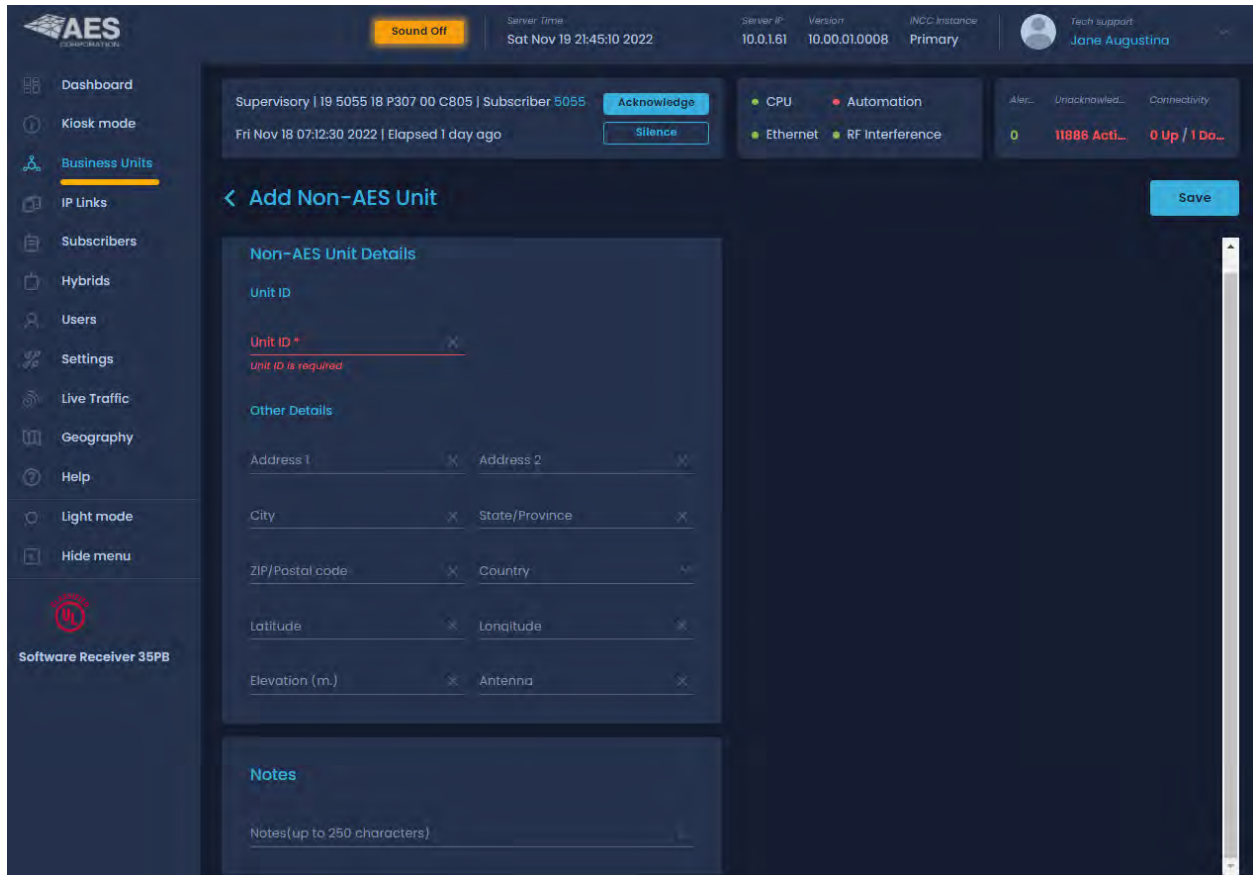 AES
CORPORATION
Sound Off
Server Time
Sat Nov 19 21:45:10 2022
Server IP
10.0.1.61
Version
10.00.01.0008
INCC Instance
Primary
Tech support
Jane Augustina
Dashboard
Kiosk mode
Business Units
IP Links
Subscribers
Hybrids
Users
Settings
Live Traffic
Geography
Help
Light mode
Hide menu
UL
Software Receiver 35PB
Supervisory | 19 5055 18 P307 00 C805 | Subscriber 5055
Acknowledge
Fri Nov 18 07:12:30 2022 | Elapsed 1 day ago
Silence
CPU
Automation
Ethernet
RF Interference
Aler...
Unacknowled...
Connectivity
0
11886 Acti...
0 Up / 1 Do...
Add Non-AES Unit
Save
Non-AES Unit Details
Unit ID
Unit ID *
Unit ID is required
Other Details
Address 1
Address 2
City
State/Province
ZIP/Postal code
Country
Latitude
Longitude
Elevation (m.)
Antenna
Notes
Notes(up to 250 characters)